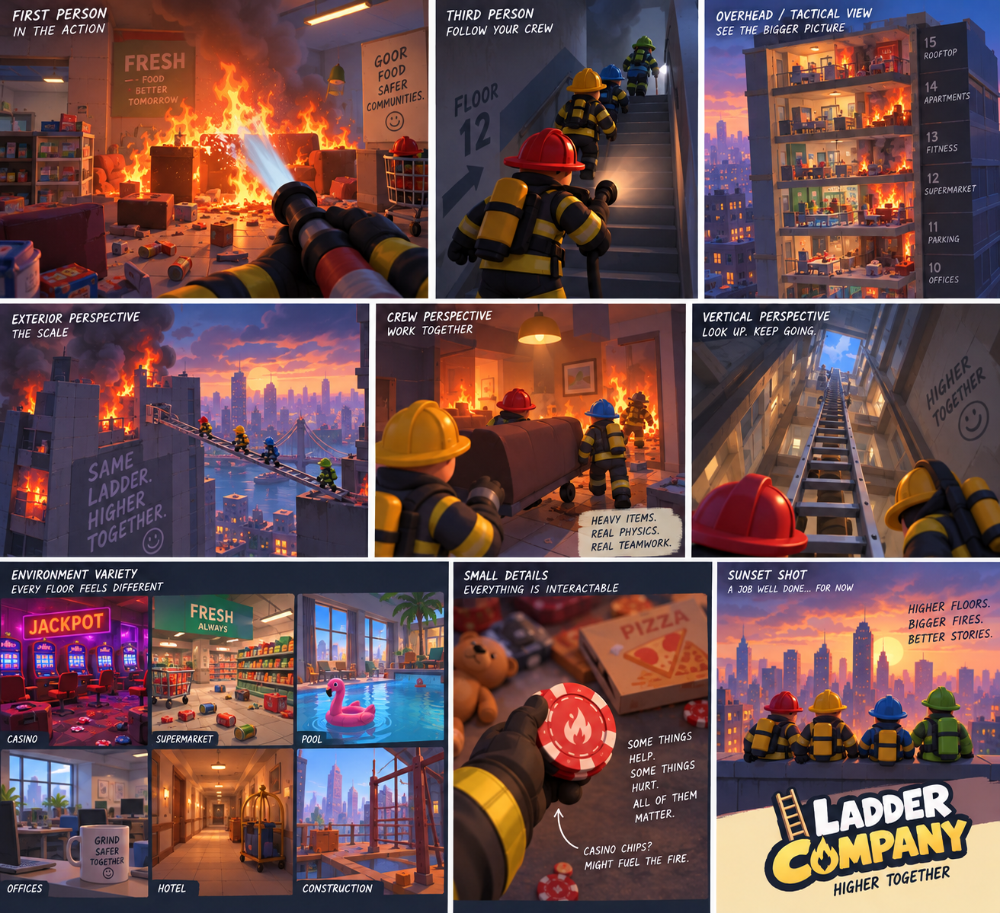 FIRST PERSON
IN THE ACTION
FRESH
FOOD
BETTER
TOMORROW
GOOR
FOOD
SAFER
COMMUNITIES.
THIRD PERSON
FOLLOW YOUR CREW
FLOOR
12
OVERHEAD / TACTICAL VIEW
SEE THE BIGGER PICTURE
15
ROOFTOP
14
APARTMENTS
13
FITNESS
12
SUPERMARKET
11
PARKING
10
OFFICES
EXTERIOR PERSPECTIVE
THE SCALE
SAME
LADDER.
HIGHER
TOGETHER.
CREW PERSPECTIVE
WORK TOGETHER
HEAVY ITEMS.
REAL PHYSICS.
REAL TEAMWORK.
VERTICAL PERSPECTIVE
LOOK UP. KEEP GOING.
HIGHER
TOGETHER
ENVIRONMENT VARIETY
EVERY FLOOR FEELS DIFFERENT
JACKPOT
CASINO
FRESH
ALWAYS
SUPERMARKET
POOL
GRIND
SAFER
TOGETHER
OFFICES
HOTEL
CONSTRUCTION
SMALL DETAILS
EVERYTHING IS INTERACTABLE
PIZZA
SOME THINGS
HELP.
SOME THINGS
HURT.
ALL OF THEM
MATTER.
CASINO CHIPS?
MIGHT FUEL THE FIRE.
SUNSET SHOT
A JOB WELL DONE... FOR NOW
HIGHER FLOORS.
BIGGER FIRES.
BETTER STORIES.
LADDER
COMPANY
HIGHER TOGETHER